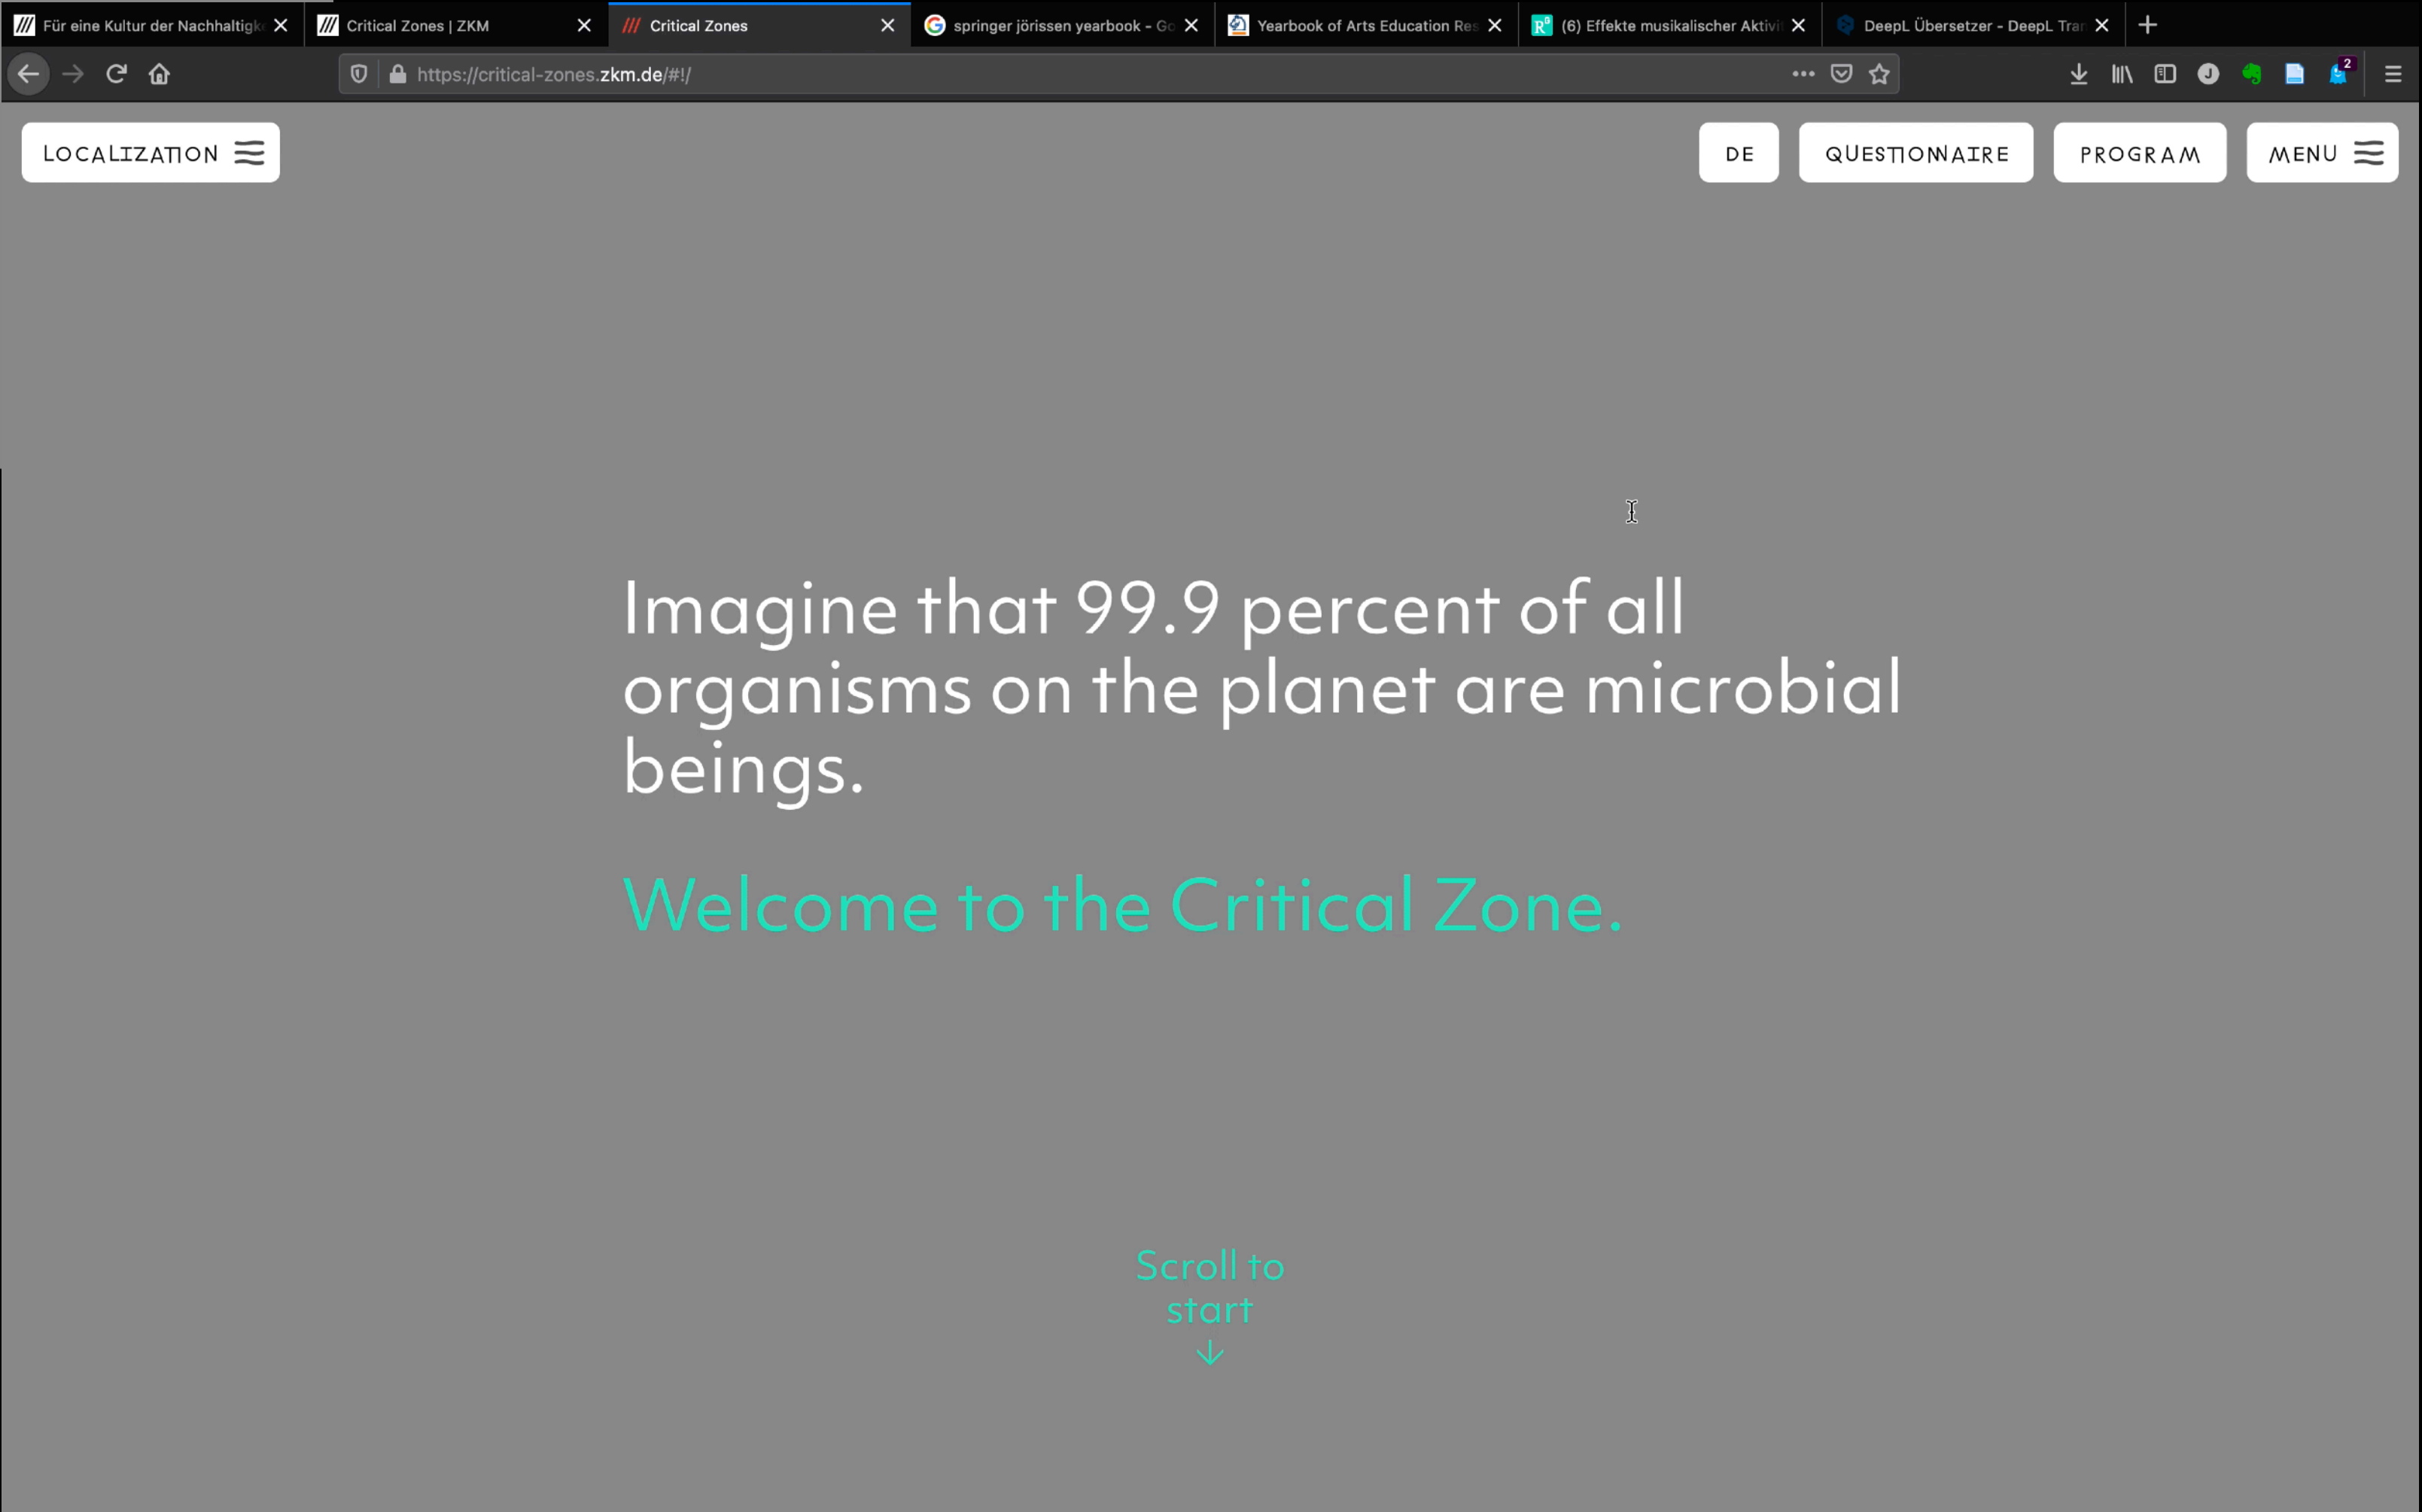 Für eine Kultur der Nachhaltigk
Critical Zones | ZKM
Critical Zones
springer jörissen yearbook - Go
Yearbook of Arts Education Res
(6) Effekte musikalischer Aktivi
DeepL Übersetzer - DeepL Tran
https://critical-zones.zkm.de/#!/
J
2
LOCALIZATION
DE
QUESTIONNAIRE
PROGRAM
MENU
Imagine that 99.9 percent of all
organisms on the planet are microbial
beings.
Welcome to the Critical Zone.
Scroll to
start